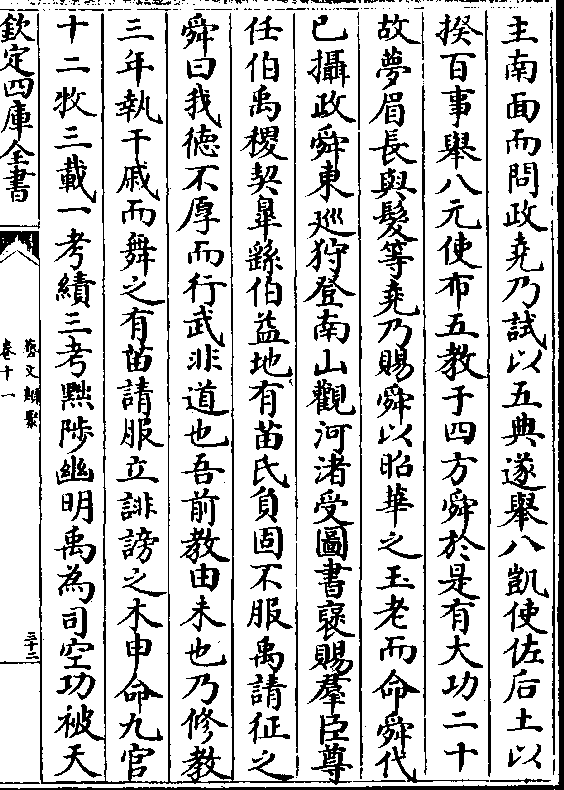 主南面而問政堯乃試以五典遂舉八凱使佐后土以
揆百事舉八元使布五教于四方舜於是有大功二十
故夢眉長與髮等堯乃賜舜以昭華之玉老而命舜代
已攝政舜東廵狩登南山觀河渚受圖書襃賜羣臣尊
任伯禹稷契臯繇伯益地有苗氏負固不服禹請征之
舜曰我德不厚而行武非道也吾前教由未也乃修教
三年執干戚而舞之有苗請服立誹謗之木申命九官
十二牧三載一考績三考黜陟幽明禹為司空功被天
欽定四庫全書
藝文類聚
卷十一
三十二